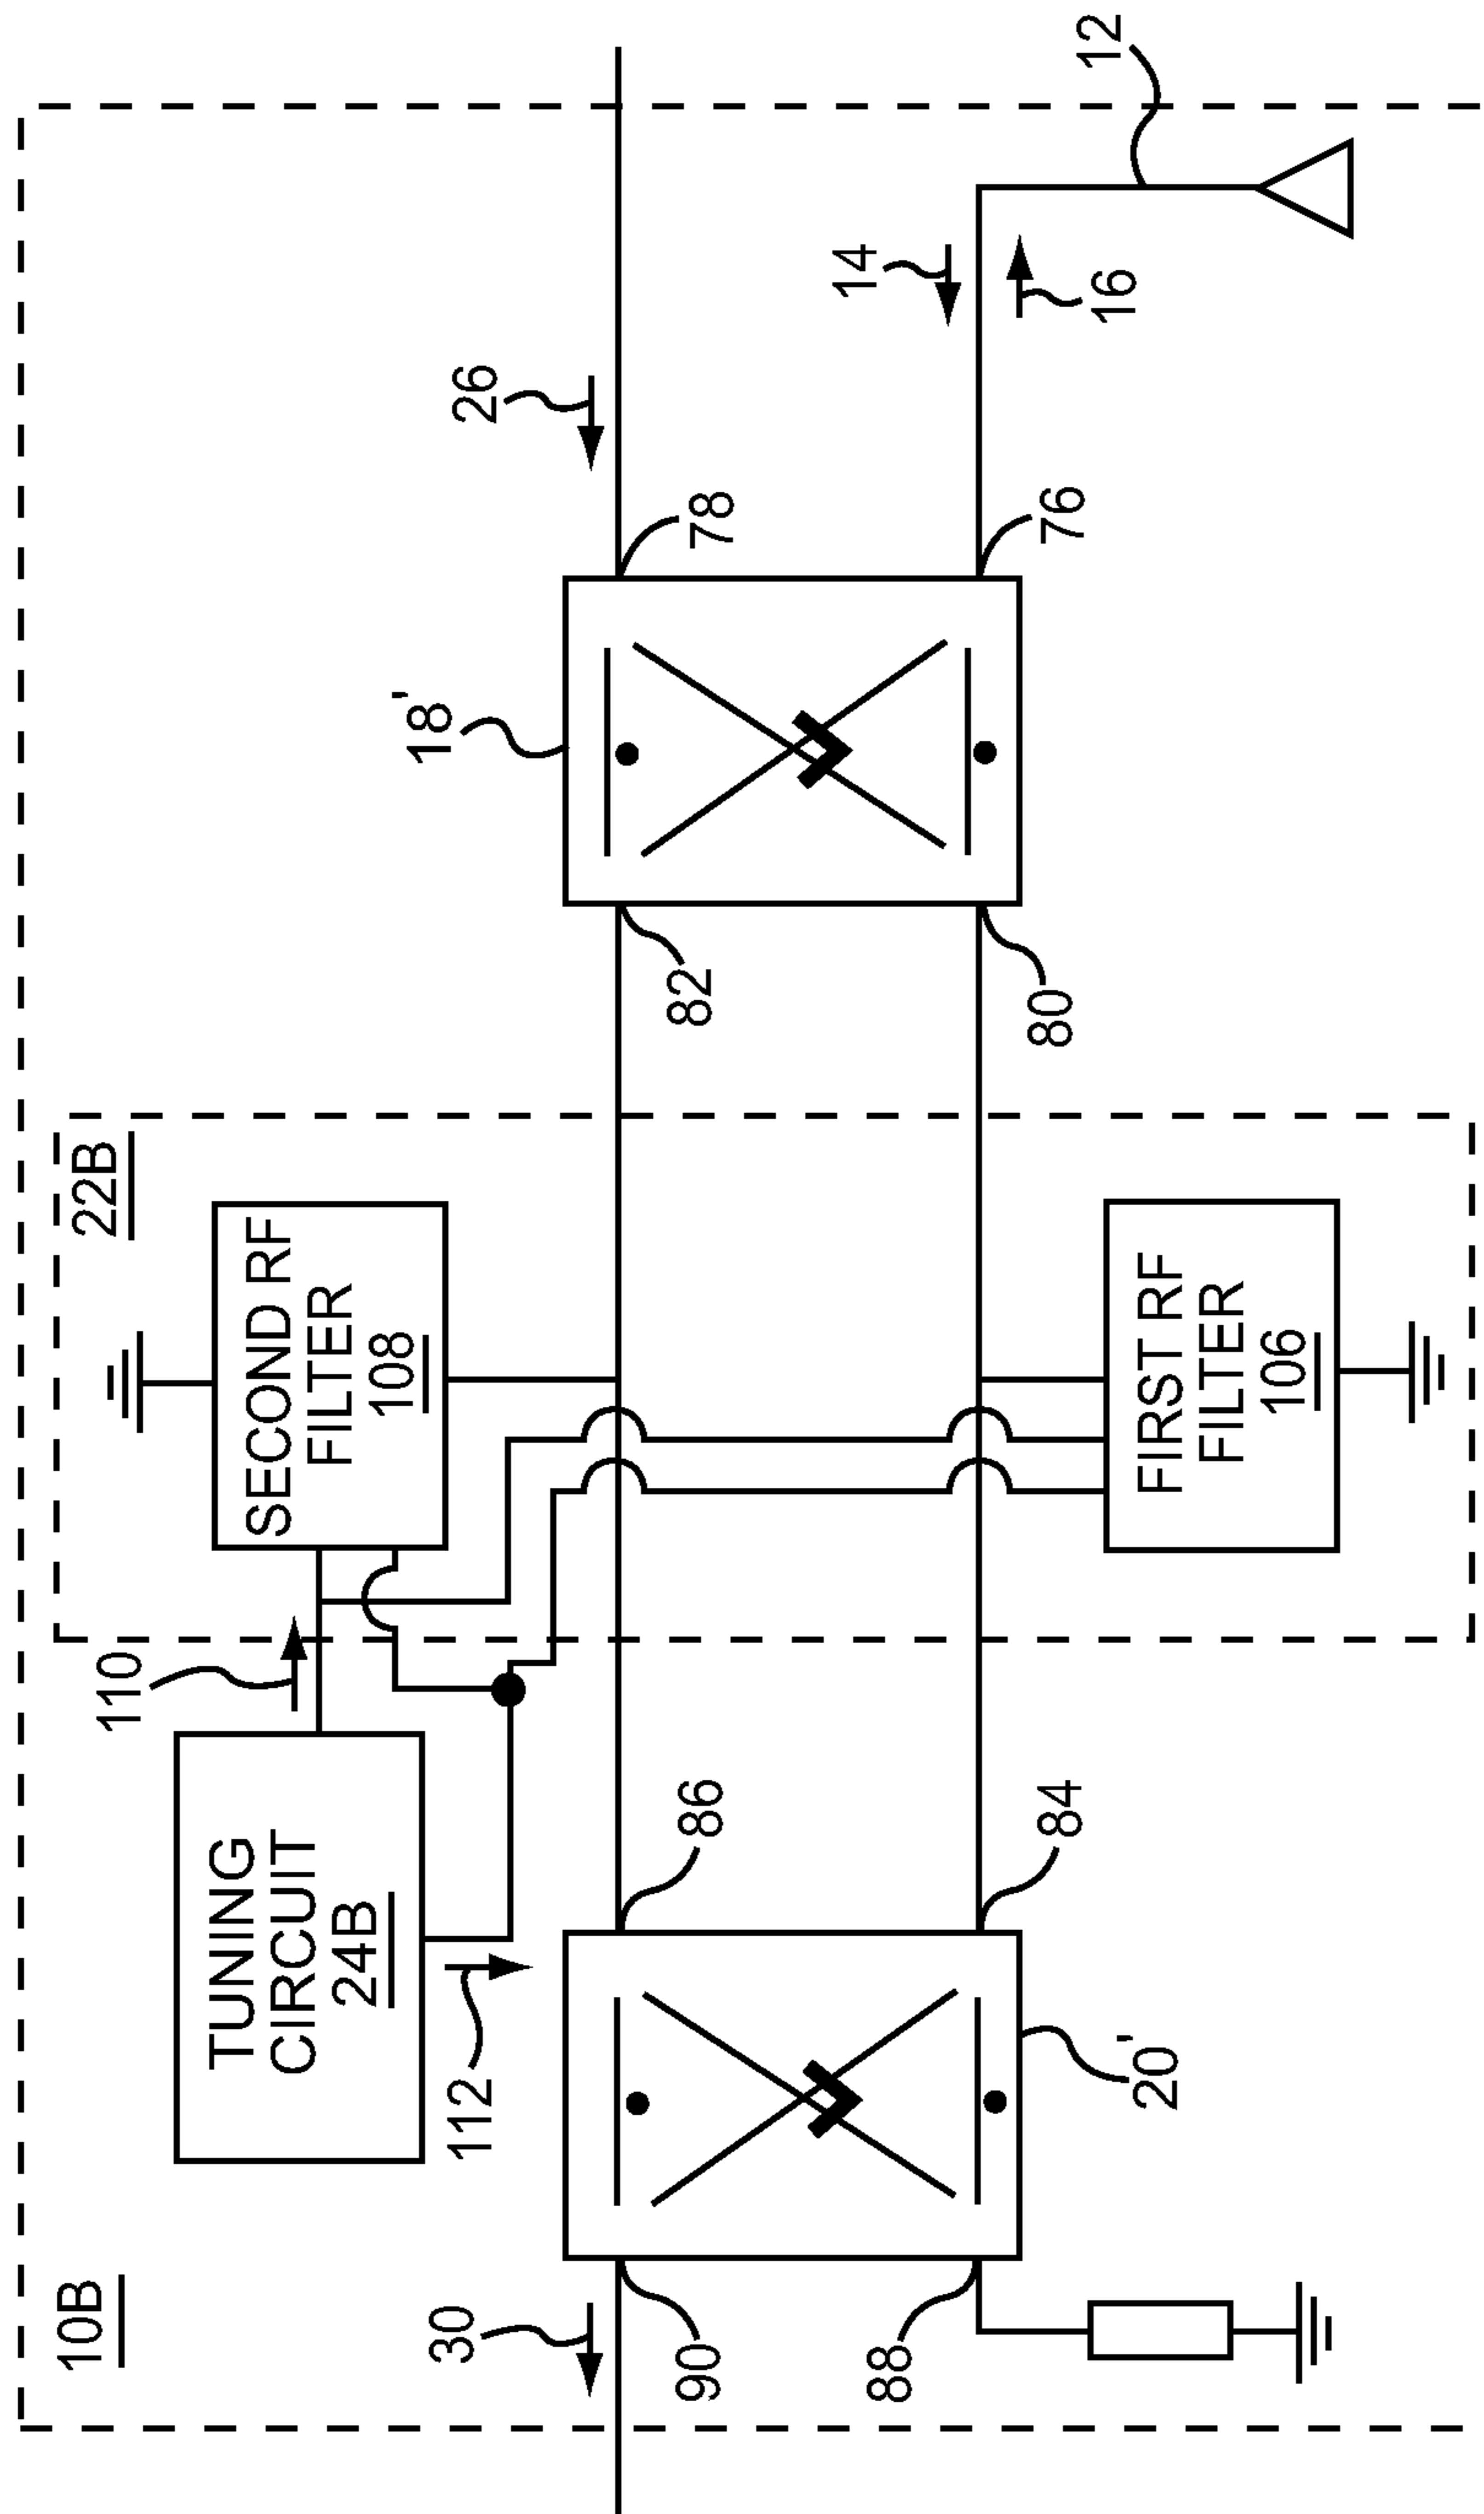 10B
TUNING
CIRCUIT
24B
110
112
22B
SECOND RF
FILTER
108
FIRST RF
FILTER
106
30
90
88
86
84
20'
82
80
18'
78
76
26
14
16
12